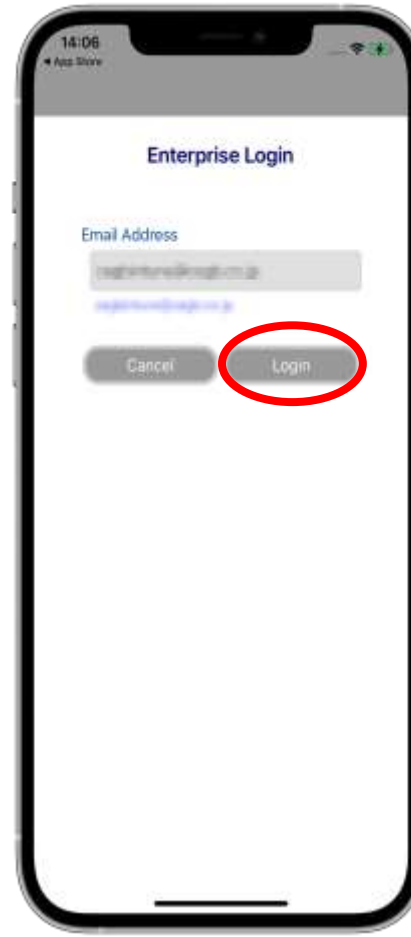 14:06
◀ App Store
Enterprise Login
Email Address
Cancel
Login